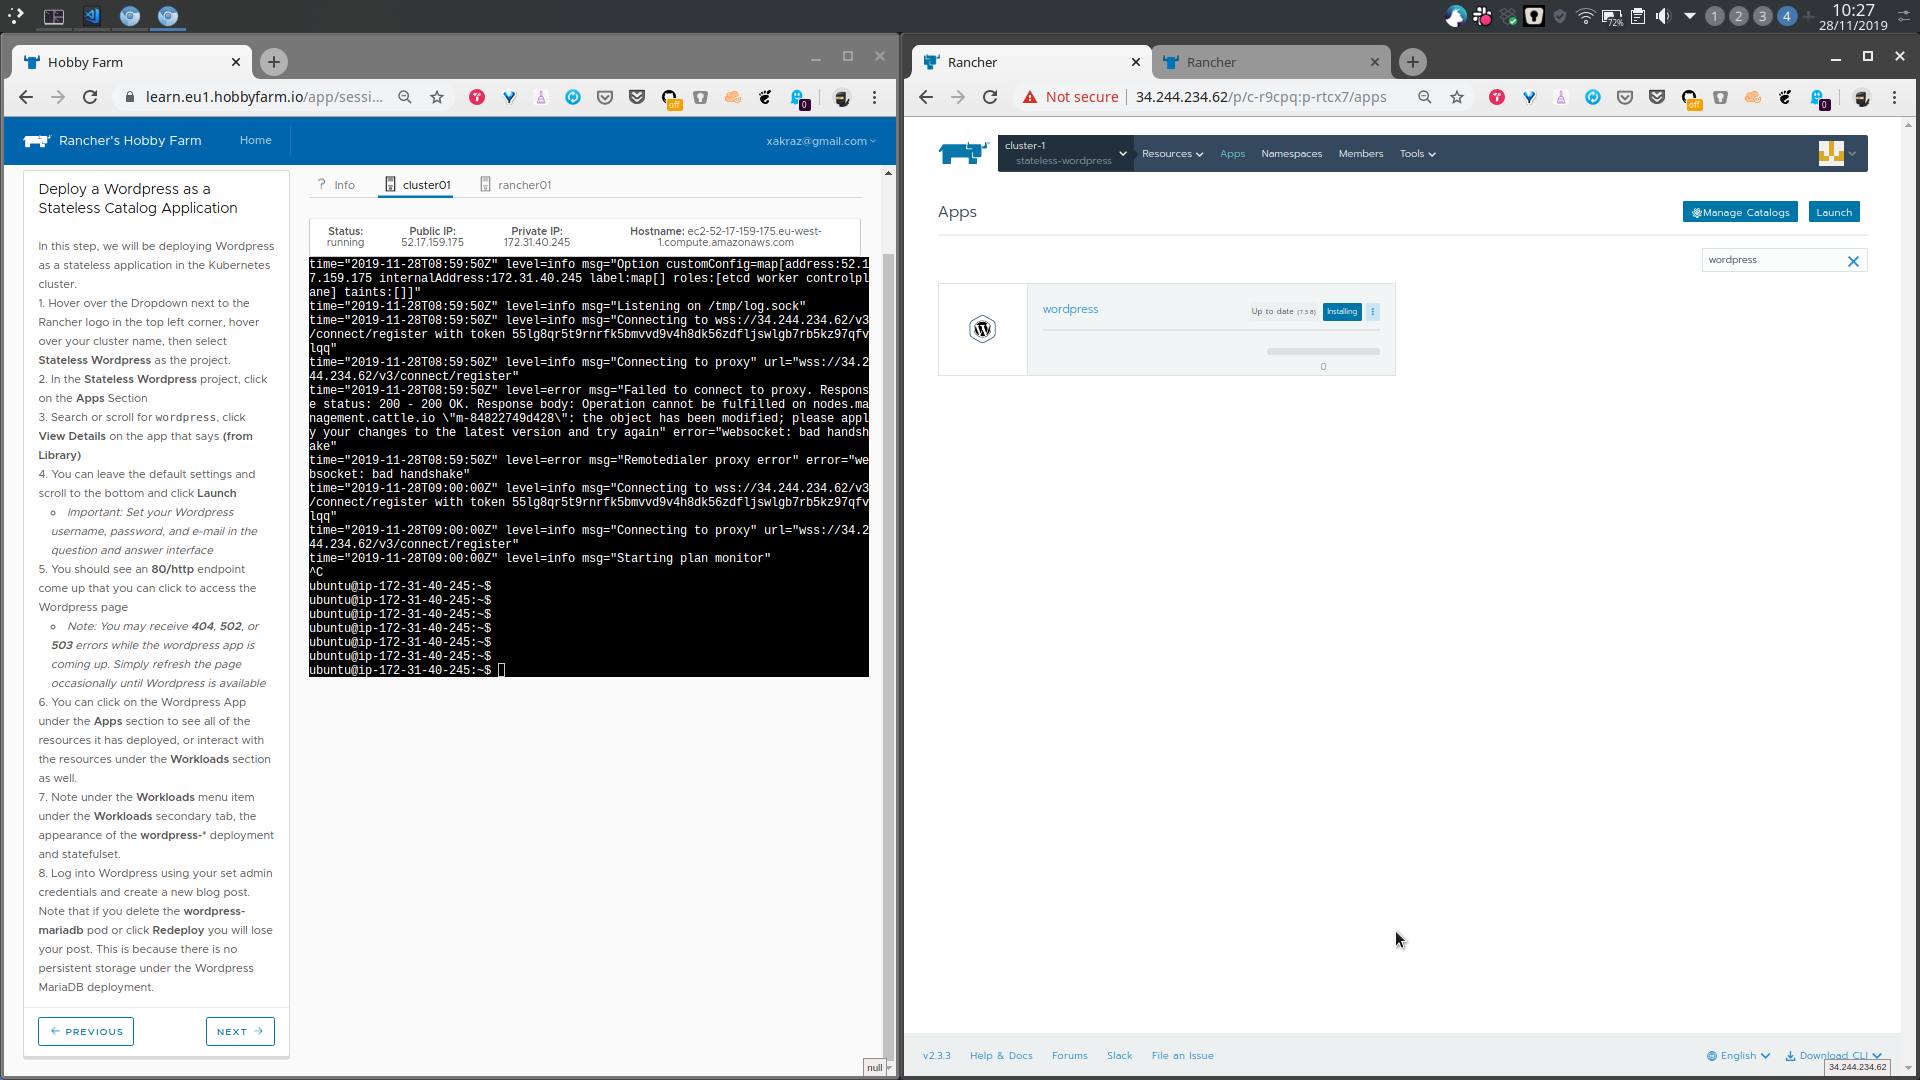 72%
1 2 3 4
10:27
28/11/2019
Hobby Farm
learn.eu1.hobbyfarm.io/app/sessi...
off
0
Rancher's Hobby Farm
Home
xakraz@gmail.com
Deploy a Wordpress as a
Stateless Catalog Application
In this step, we will be deploying Wordpress
as a stateless application in the Kubernetes
cluster.
1. Hover over the Dropdown next to the
Rancher logo in the top left corner, hover
over your cluster name, then select
Stateless Wordpress as the project.
2. In the Stateless Wordpress project, click
on the Apps Section
3. Search or scroll for wordpress, click
View Details on the app that says (from
Library)
4. You can leave the default settings and
scroll to the bottom and click Launch
Important: Set your Wordpress
username, password, and e-mail in the
question and answer interface
5. You should see an 80/http endpoint
come up that you can click to access the
Wordpress page
Note: You may receive 404, 502, or
503 errors while the wordpress app is
coming up. Simply refresh the page
occasionally until Wordpress is available
6. You can click on the Wordpress App
under the Apps section to see all of the
resources it has deployed, or interact with
the resources under the Workloads section
as well.
7. Note under the Workloads menu item
under the Workloads secondary tab, the
appearance of the wordpress-* deployment
and statefulset.
8. Log into Wordpress using your set admin
credentials and create a new blog post.
Note that if you delete the wordpress-
mariadb pod or click Redeploy you will lose
your post. This is because there is no
persistent storage under the Wordpress
MariaDB deployment.
PREVIOUS
NEXT
? Info
cluster01
rancher01
Status:
running
Public IP:
52.17.159.175
Private IP:
172.31.40.245
Hostname: ec2-52-17-159-175.eu-west-
1.compute.amazonaws.com
time="2019-11-28T08:59:50Z" level=info msg="Option customConfig=map[address:52.1
7.159.175 internalAddress:172.31.40.245 label:map[] roles:[etcd worker controlpl
ane] taints:[]]"
time="2019-11-28T08:59:50Z" level=info msg="Listening on /tmp/log.sock"
time="2019-11-28T08:59:50Z" level=info msg="Connecting to wss://34.244.234.62/v3
/connect/register with token 55lg8qr5t9rnrfk5bmvvd9v4h8dk56zdfljswlgb7rb5kz97qfv
lqq"
time="2019-11-28T08:59:50Z" level=info msg="Connecting to proxy" url="wss://34.2
44.234.62/v3/connect/register"
time="2019-11-28T08:59:50Z" level=error msg="Failed to connect to proxy. Respons
e status: 200 - 200 OK. Response body: Operation cannot be fulfilled on nodes.ma
nagement.cattle.io \"m-84822749d428\": the object has been modified; please appl
y your changes to the latest version and try again" error="websocket: bad handsh
ake"
time="2019-11-28T08:59:50Z" level=error msg="Remotedialer proxy error" error="we
bsocket: bad handshake"
time="2019-11-28T09:00:00Z" level=info msg="Connecting to wss://34.244.234.62/v3
/connect/register with token 55lg8qr5t9rnrfk5bmvvd9v4h8dk56zdfljswlgb7rb5kz97qfv
lqq"
time="2019-11-28T09:00:00Z" level=info msg="Connecting to proxy" url="wss://34.2
44.234.62/v3/connect/register"
time="2019-11-28T09:00:00Z" level=info msg="Starting plan monitor"
^C
ubuntu@ip-172-31-40-245:~$
ubuntu@ip-172-31-40-245:~$
ubuntu@ip-172-31-40-245:~$
ubuntu@ip-172-31-40-245:~$
ubuntu@ip-172-31-40-245:~$
ubuntu@ip-172-31-40-245:~$
ubuntu@ip-172-31-40-245:~$
null
Rancher
Rancher
Not secure
34.244.234.62/p/c-r9cpq:p-rtcx7/apps
off
0
cluster-1
stateless-wordpress
Resources
Apps
Namespaces
Members
Tools
Apps
Manage Catalogs
Launch
wordpress
wordpress
Up to date (7.3.8)
Installing
0
v2.3.3
Help & Docs
Forums
Slack
File an Issue
English
Download CLI
34.244.234.62